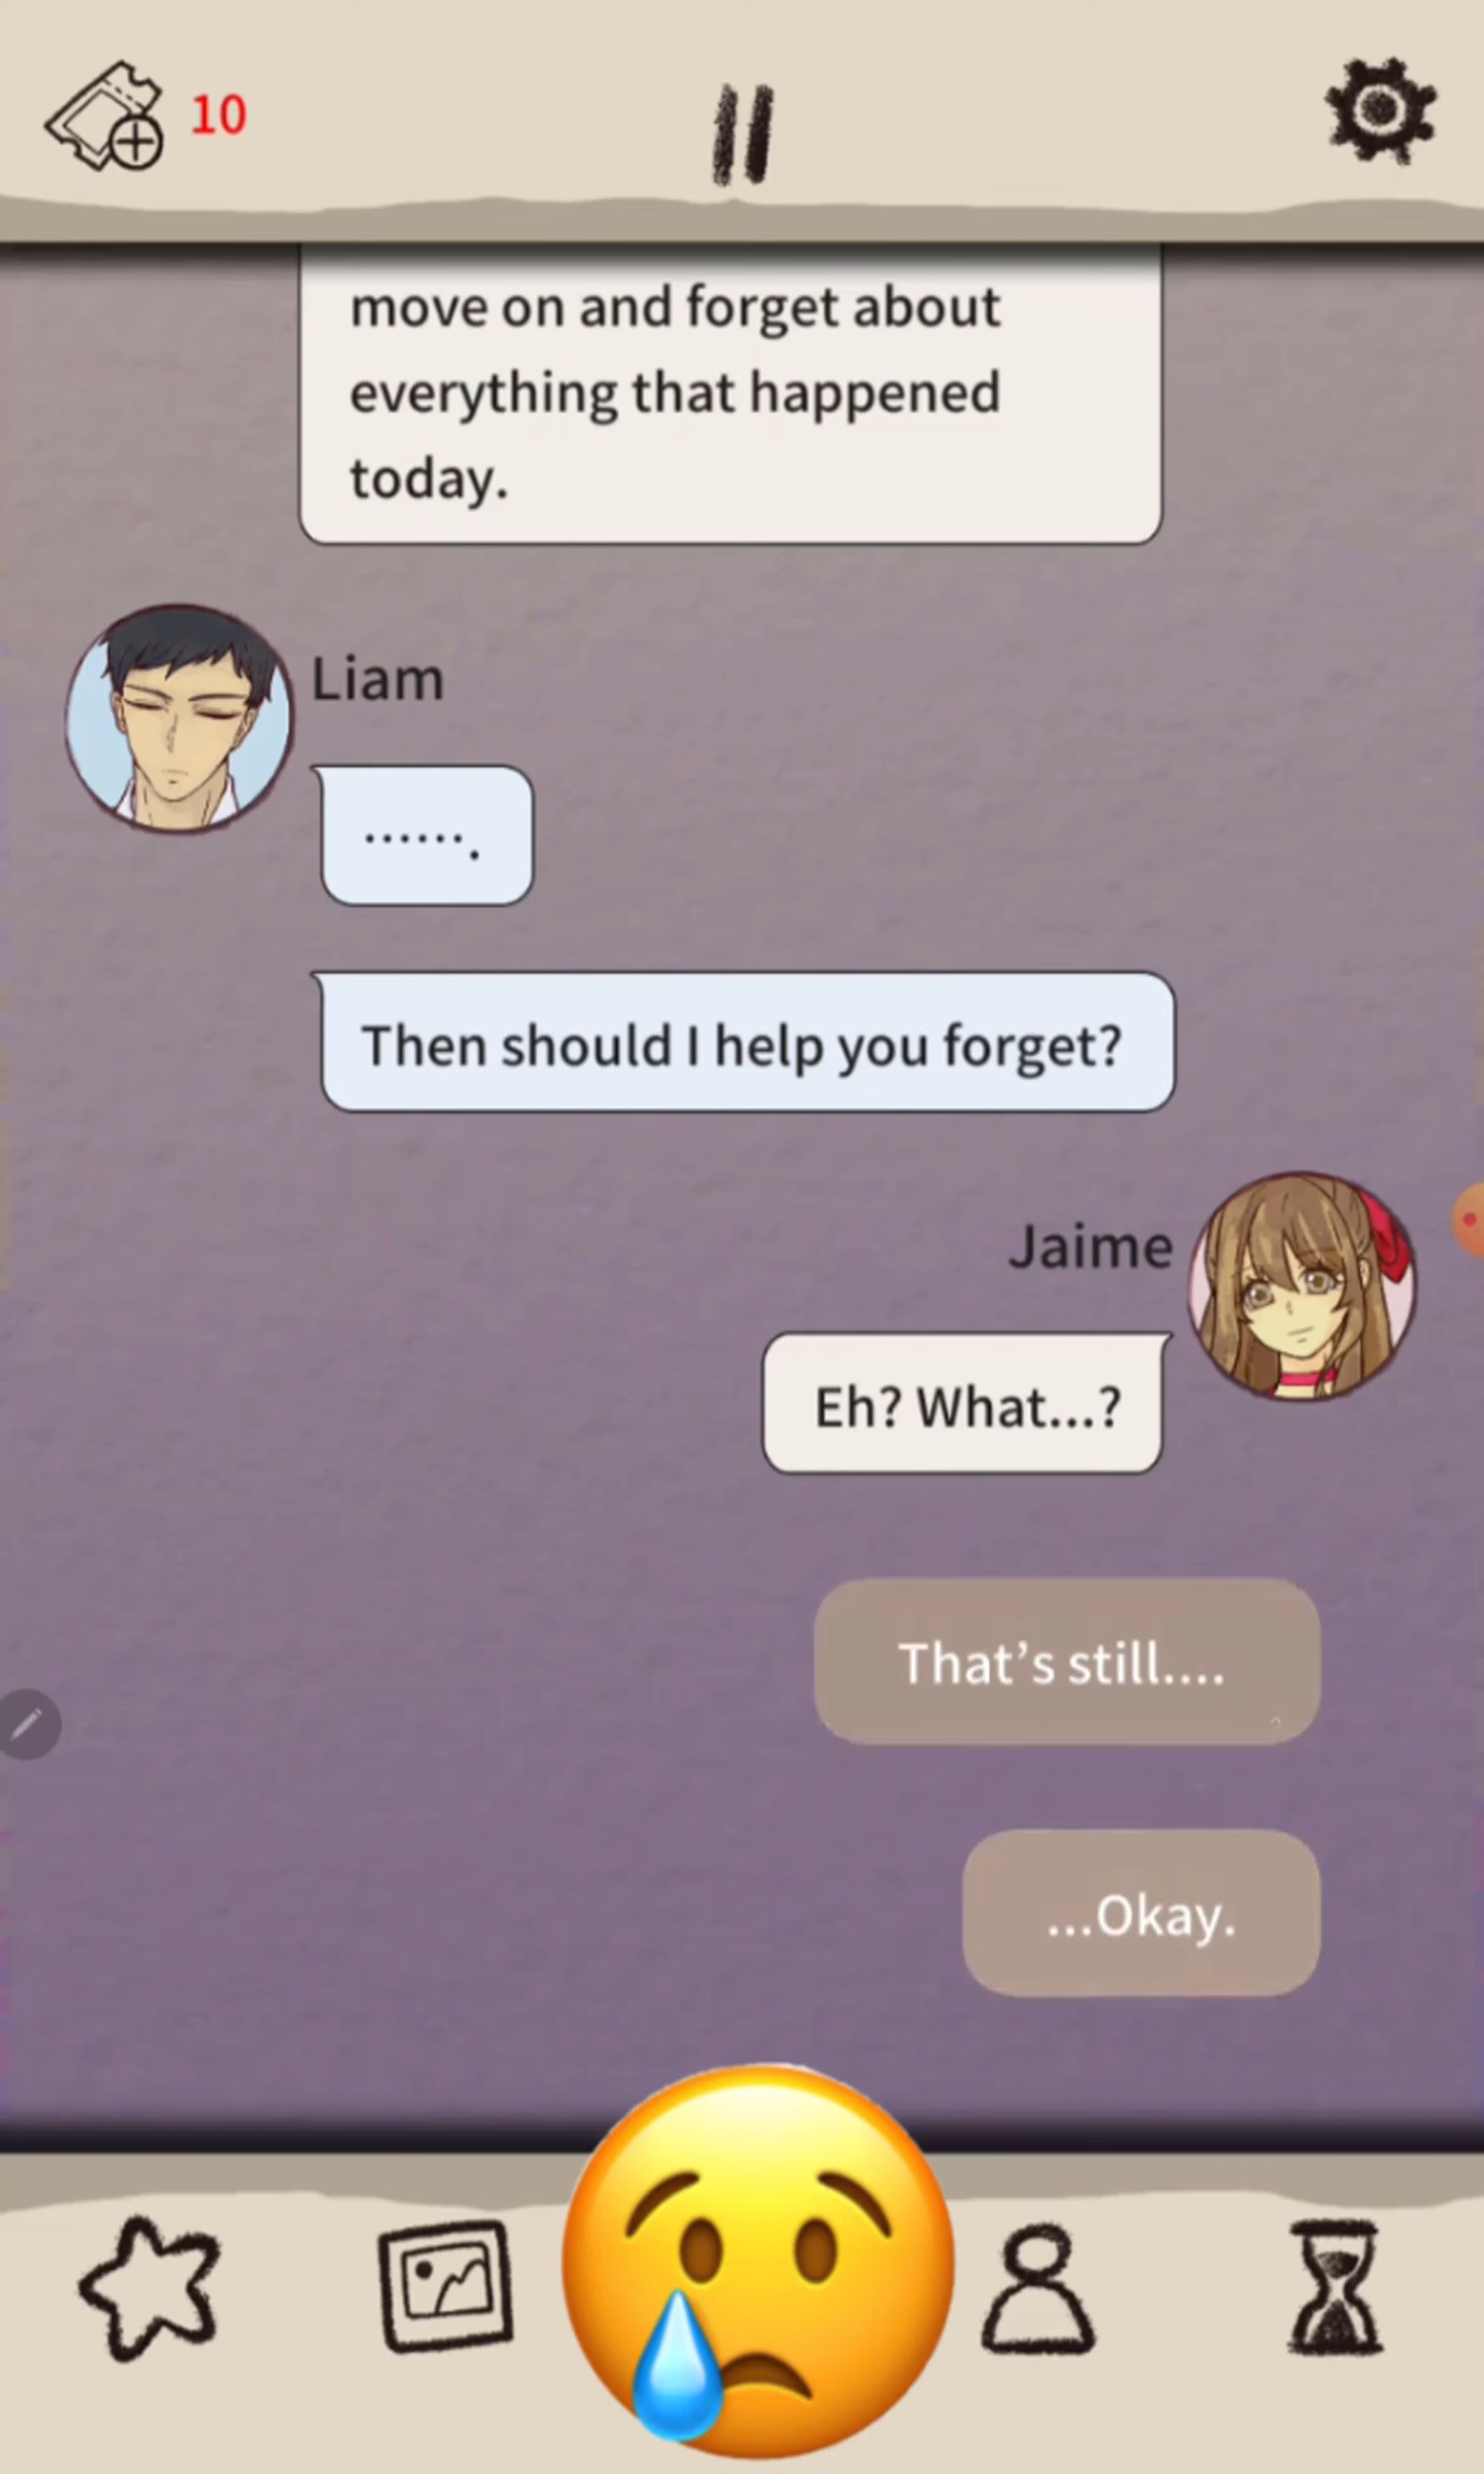 10
move on and forget about
everything that happened
today.
Liam
.......
Then should I help you forget?
Jaime
Eh? What...?
That's still....
...Okay.